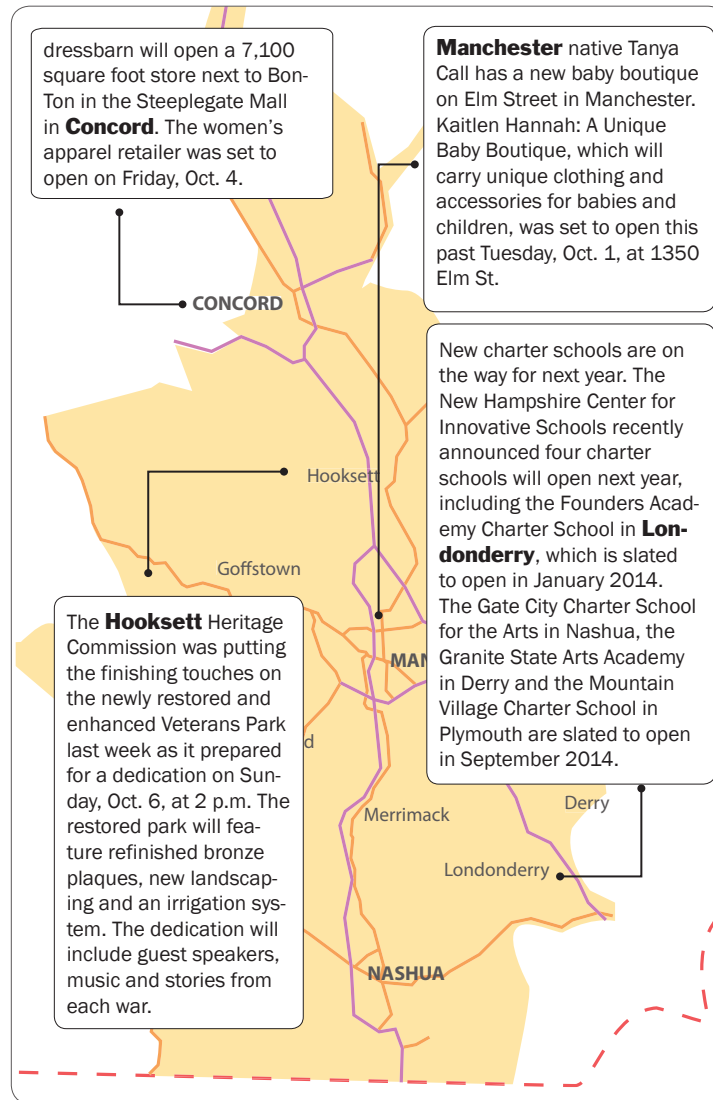 dressbarn will open a 7,100
square foot store next to Bon-
Ton in the Steeplegate Mall
in Concord. The women's
apparel retailer was set to
open on Friday, Oct. 4.
Manchester native Tanya
Call has a new baby boutique
on Elm Street in Manchester.
Kaitlen Hannah: A Unique
Baby Boutique, which will
carry unique clothing and
accessories for babies and
children, was set to open this
past Tuesday, Oct. 1, at 1350
Elm St.
CONCORD
New charter schools are on
the way for next year. The
New Hampshire Center for
Innovative Schools recently
announced four charter
schools will open next year,
including the Founders Acad-
emy Charter School in Lon-
donderry, which is slated
to open in January 2014.
The Gate City Charter School
for the Arts in Nashua, the
Granite State Arts Academy
in Derry and the Mountain
Village Charter School in
Plymouth are slated to open
in September 2014.
Hooksett
Goffstown
The Hooksett Heritage
Commission was putting
the finishing touches on
the newly restored and
enhanced Veterans Park
last week as it prepared
for a dedication on Sun-
day, Oct. 6, at 2 p.m. The
restored park will fea-
ture refinished bronze
plaques, new landscap-
ing and an irrigation sys-
tem. The dedication will
include guest speakers,
music and stories from
each war.
Merrimack
Derry
Londonderry
NASHUA